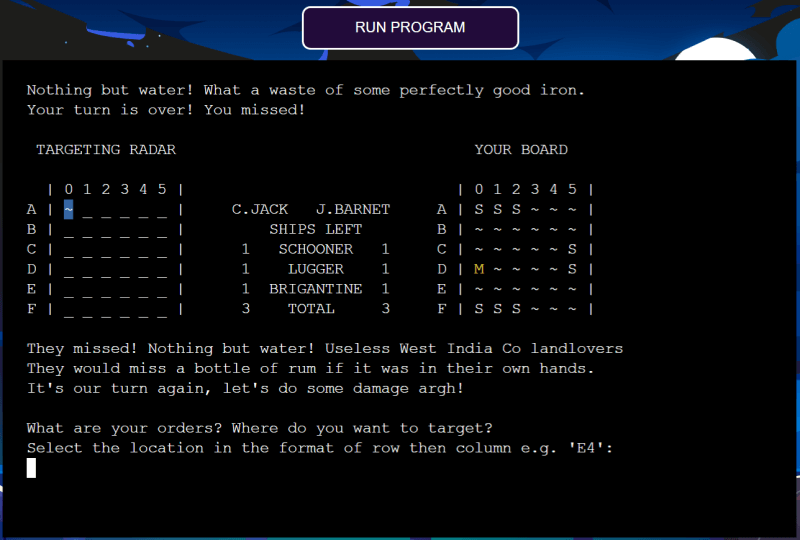 RUN PROGRAM
Nothing but water! What a waste of some perfectly good iron.
Your turn is over! You missed!
TARGETING RADAR YOUR BOARD
| 0 1 2 3 4 5 | | 0 1 2 3 4 5 |
A | ~ _ _ _ _ _ | C.JACK J.BARNET A | S S S ~ ~ ~ |
B | _ _ _ _ _ _ | SHIPS LEFT B | ~ ~ ~ ~ ~ ~ |
C | _ _ _ _ _ _ | 1 SCHOONER 1 C | ~ ~ ~ ~ ~ S |
D | _ _ _ _ _ _ | 1 LUGGER 1 D | M ~ ~ ~ ~ S |
E | _ _ _ _ _ _ | 1 BRIGANTINE 1 E | ~ ~ ~ ~ ~ ~ |
F | _ _ _ _ _ _ | 3 TOTAL 3 F | S S S ~ ~ ~ |
They missed! Nothing but water! Useless West India Co landlovers
They would miss a bottle of rum if it was in their own hands.
It's our turn again, let's do some damage argh!
What are your orders? Where do you want to target?
Select the location in the format of row then column e.g. 'E4':